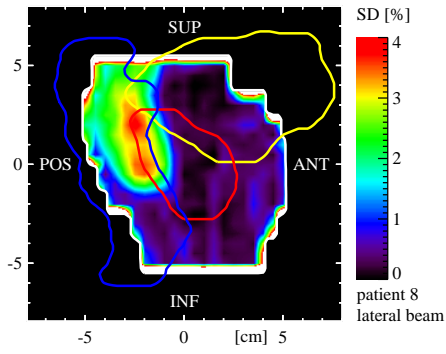 SUP
SD [%]
5
0
-5
POS
ANT
INF
-5
0
[cm]
5
4
3
2
1
0
patient 8
lateral beam